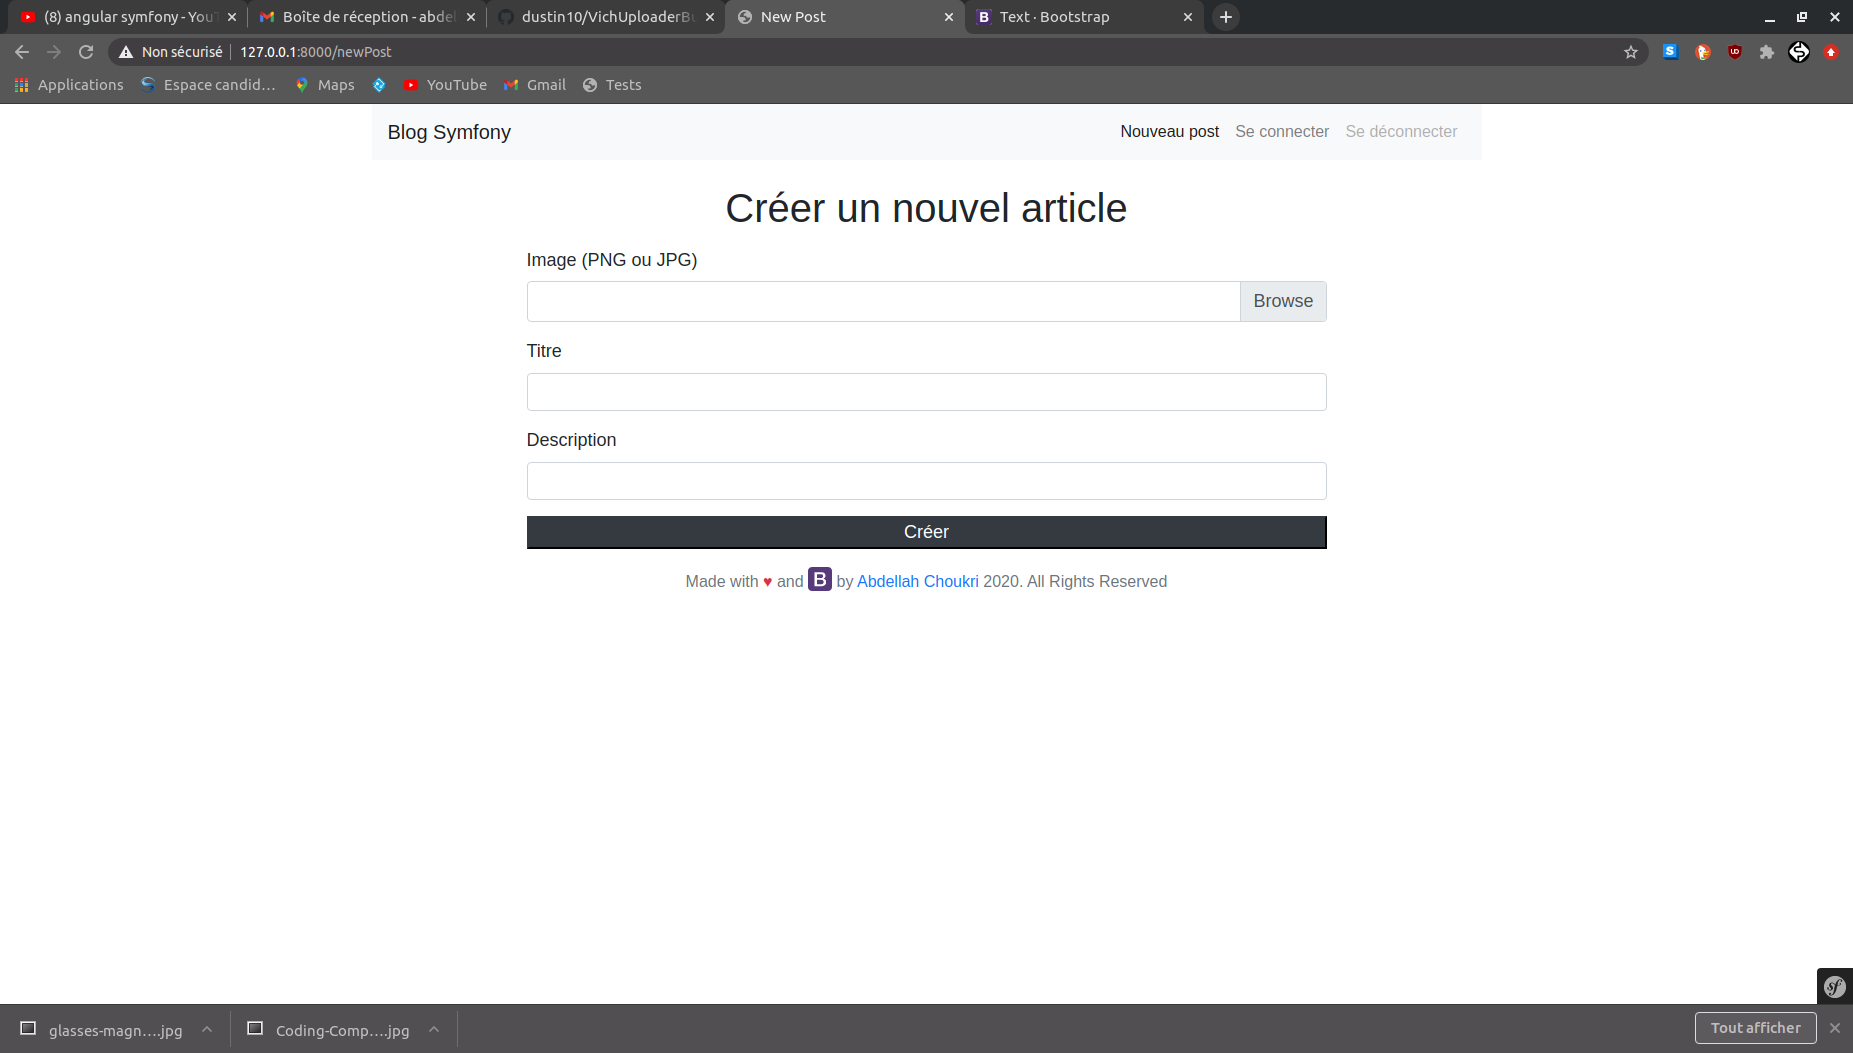 (8) angular symfony - YouT
Boîte de réception - abdel
dustin10/VichUploaderBu
New Post
Text · Bootstrap
Non sécurisé 127.0.0.1:8000/newPost
Applications Espace candid… Maps YouTube Gmail Tests
Blog Symfony Nouveau post Se connecter Se déconnecter
Créer un nouvel article
Image (PNG ou JPG)
Browse
Titre
Description
Créer
Made with ♥ and B by Abdellah Choukri 2020. All Rights Reserved
glasses-magn….jpg Coding-Comp….jpg Tout afficher